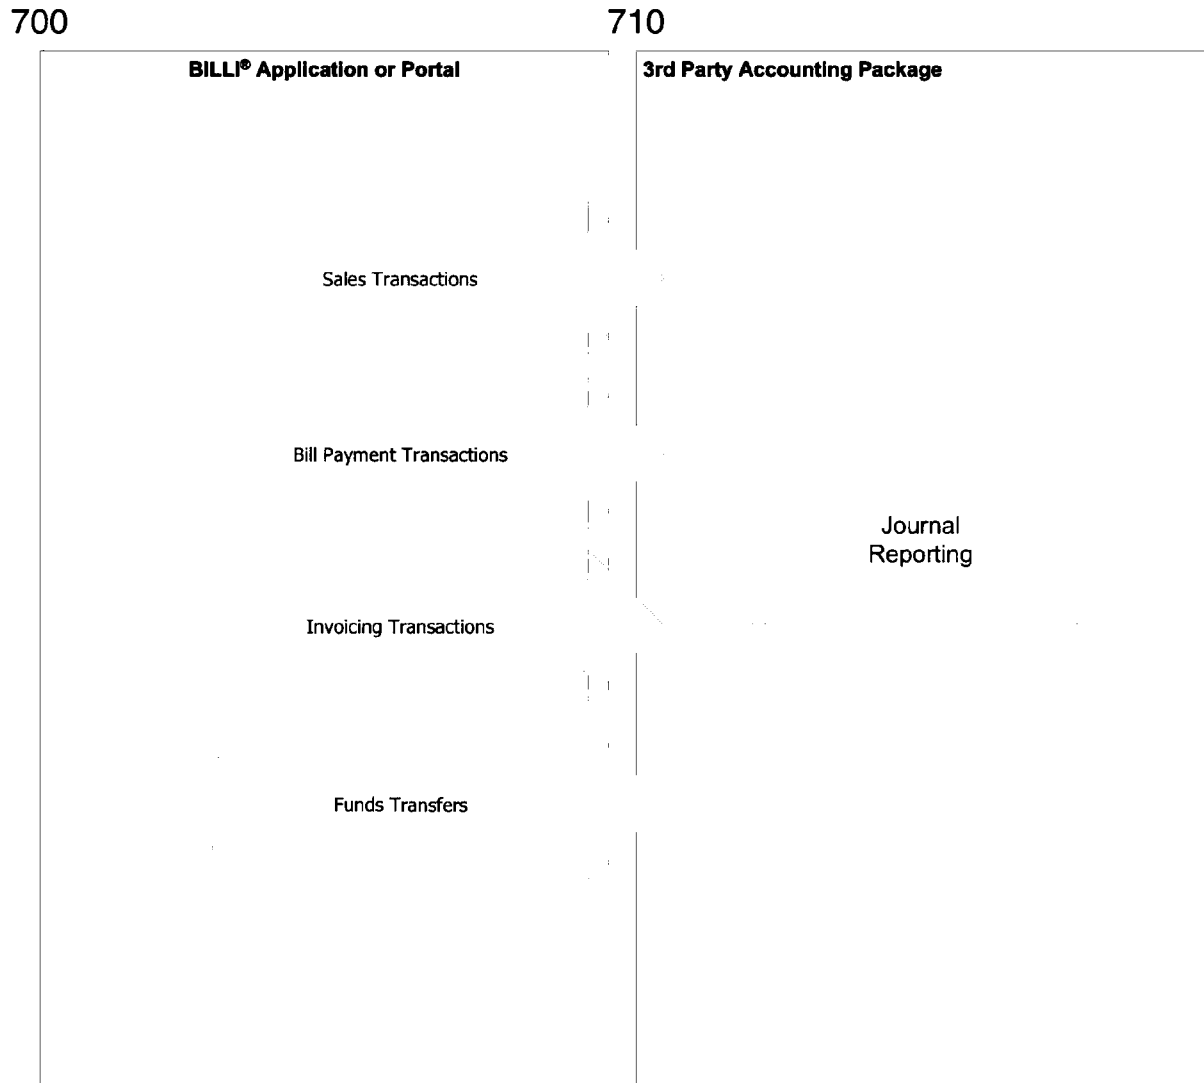 700
710
BILLI® Application or Portal
3rd Party Accounting Package
Sales Transactions
Bill Payment Transactions
Journal
Reporting
Invoicing Transactions
Funds Transfers